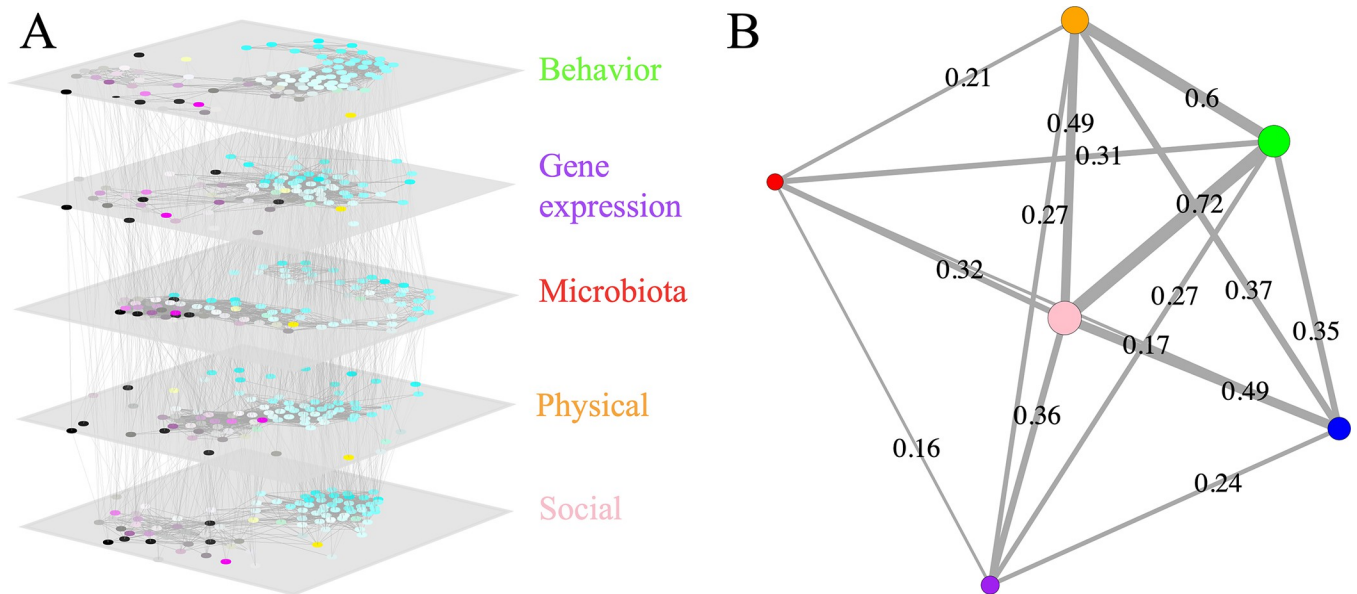 A
Behavior
Gene
expression
Microbiota
Physical
Social
B
0.21
0.6
0.49
0.31
0.72
0.27
0.32
0.27
0.37
0.17
0.35
0.49
0.36
0.16
0.24